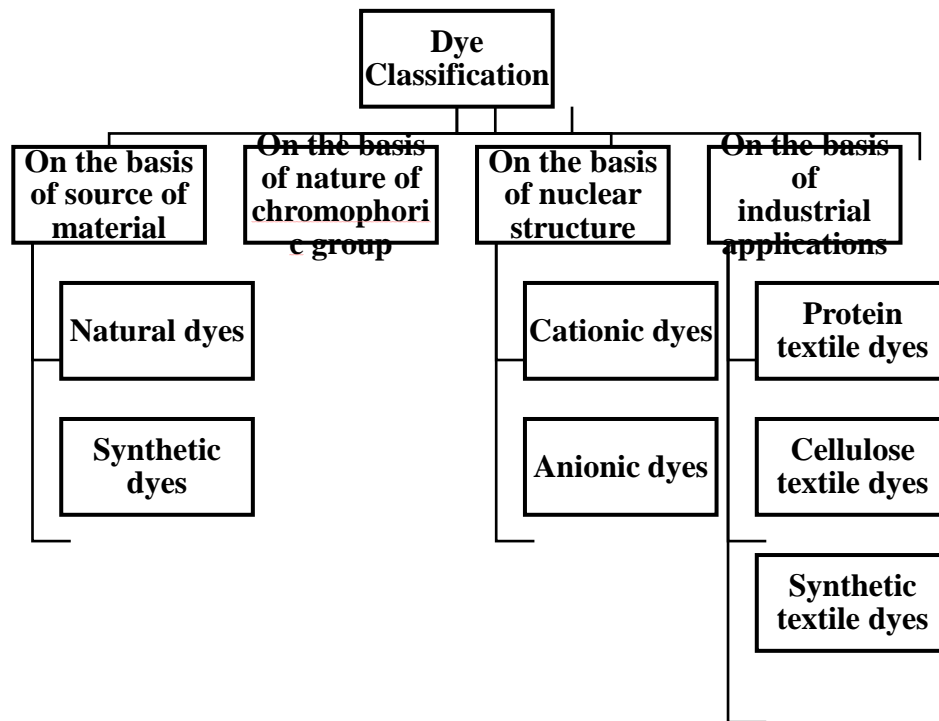 Dye
Classification
On the basis
of source of
material
On the basis
of nature of
chromophori
c group
On the basis
of nuclear
structure
On the basis
of
industrial
applications
Natural dyes
Synthetic
dyes
Cationic dyes
Anionic dyes
Protein
textile dyes
Cellulose
textile dyes
Synthetic
textile dyes